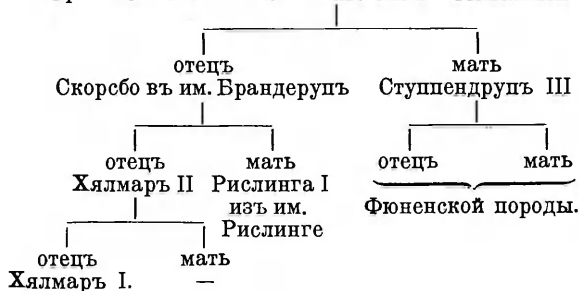 отецъ мать
Скорсбо въ им. Брандерупъ Ступпендрупъ III
отецъ мать отецъ мать
Хялмаръ II Рислинга I
изъ им. Фюненской породы.
Рислинге
отецъ мать
Хялмаръ I. —